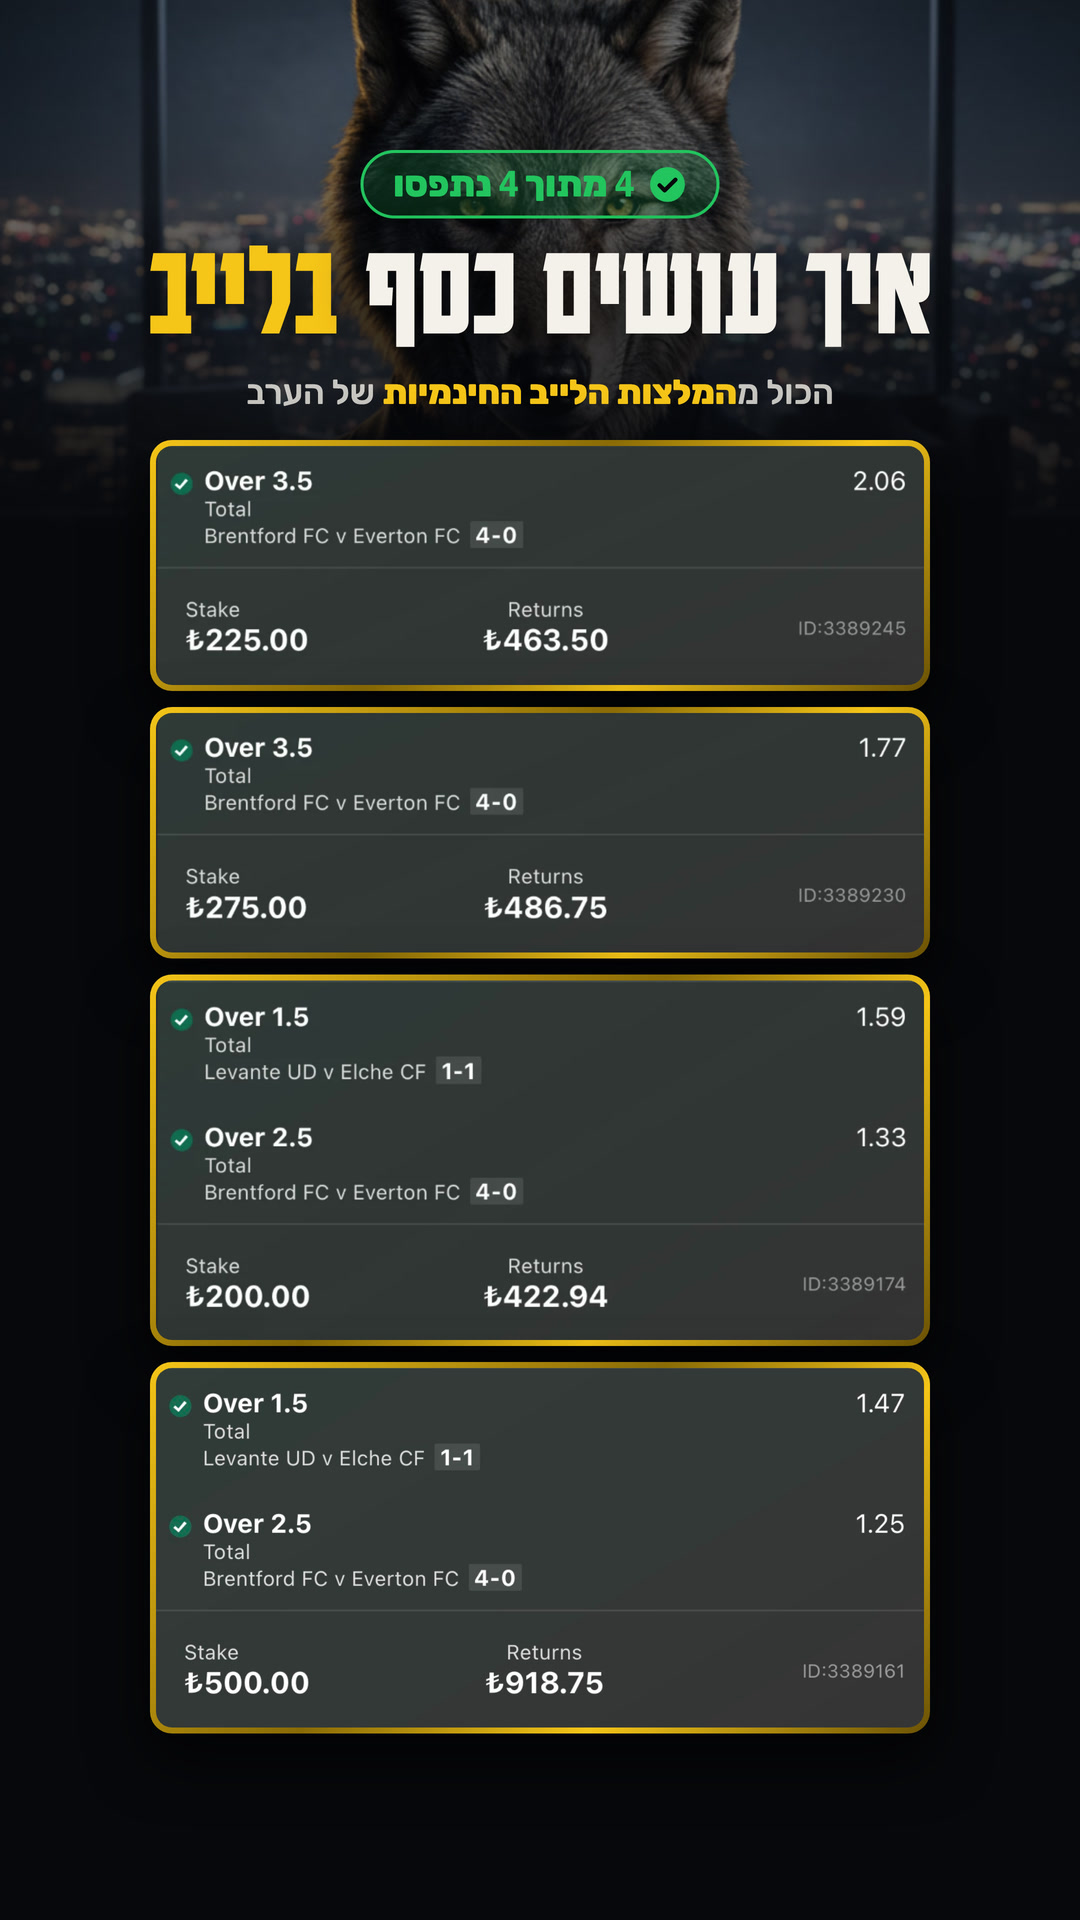 4 מתוך 4 נתפסו
איך עושים כסף בלייב
הכול מהמלצות הלייב החינמיות של הערב
Over 3.5 2.06
Total
Brentford FC v Everton FC 4-0
Stake Returns
₺225.00 ₺463.50 ID:3389245
Over 3.5 1.77
Total
Brentford FC v Everton FC 4-0
Stake Returns
₺275.00 ₺486.75 ID:3389230
Over 1.5 1.59
Total
Levante UD v Elche CF 1-1
Over 2.5 1.33
Total
Brentford FC v Everton FC 4-0
Stake Returns
₺200.00 ₺422.94 ID:3389174
Over 1.5 1.47
Total
Levante UD v Elche CF 1-1
Over 2.5 1.25
Total
Brentford FC v Everton FC 4-0
Stake Returns
₺500.00 ₺918.75 ID:3389161